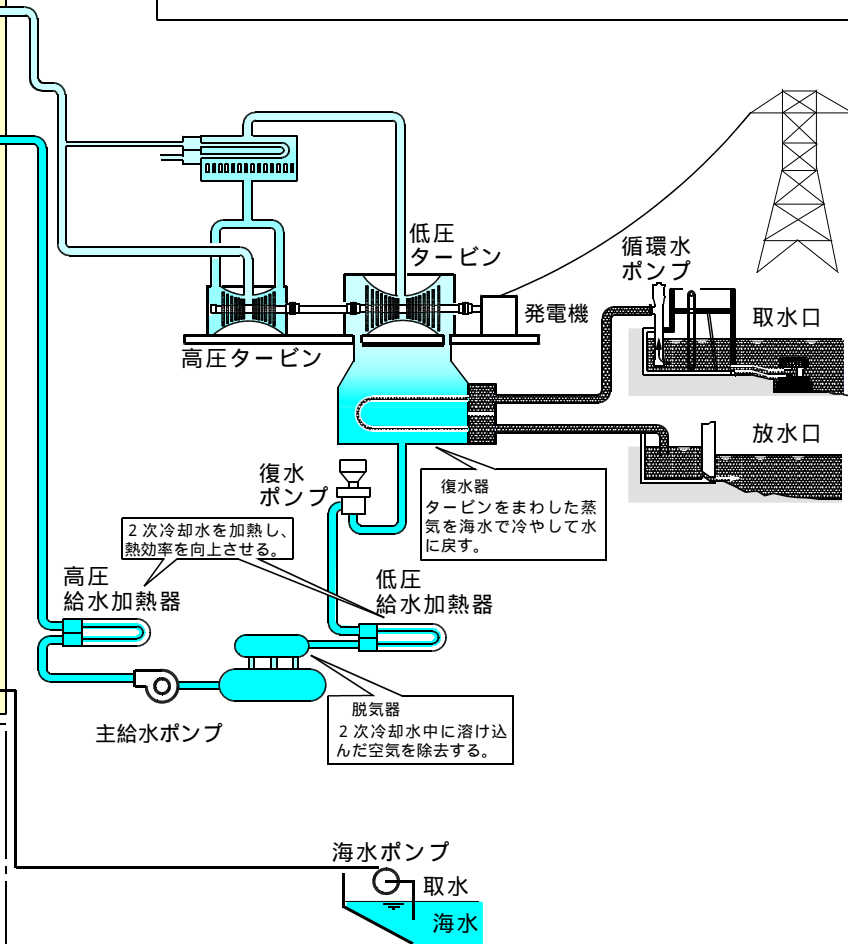 低圧
タービン
循環水
ポンプ
発電機
取水口
高圧タービン
放水口
復水
ポンプ
復水器
タービンをまわした蒸
気を海水で冷やして水
に戻す。
２次冷却水を加熱し、
熱効率を向上させる。
高圧
給水加熱器
低圧
給水加熱器
脱気器
２次冷却水中に溶け込
んだ空気を除去する。
主給水ポンプ
海水ポンプ
取水
海水